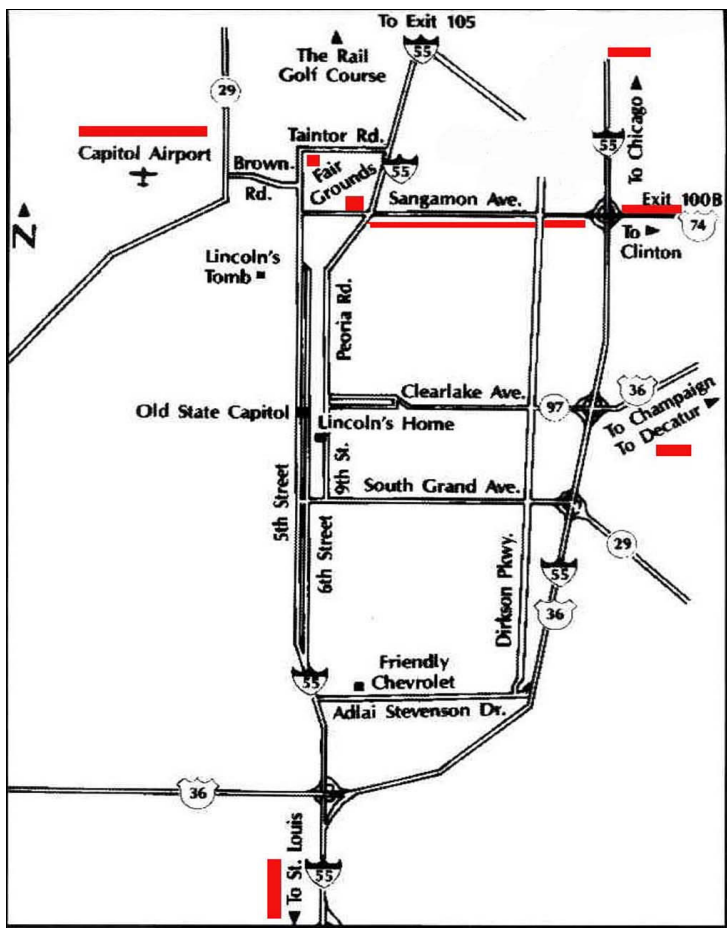 To Exit 105
55
The Rail
Golf Course
29
55
To Chicago
Taintor Rd.
Capitol Airport
Brown
Rd.
Fair
Grounds
55
Sangamon Ave.
Exit 100B
74
To
Clinton
N
Lincoln's
Tomb
Peoria Rd.
Clearlake Ave.
97
36
To Champaign
To Decatur
Old State Capitol
Lincoln's Home
9th St.
South Grand Ave.
5th Street
6th Street
29
Dirkson Pkwy.
55
36
Friendly
Chevrolet
55
Adlai Stevenson Dr.
36
To St. Louis
55